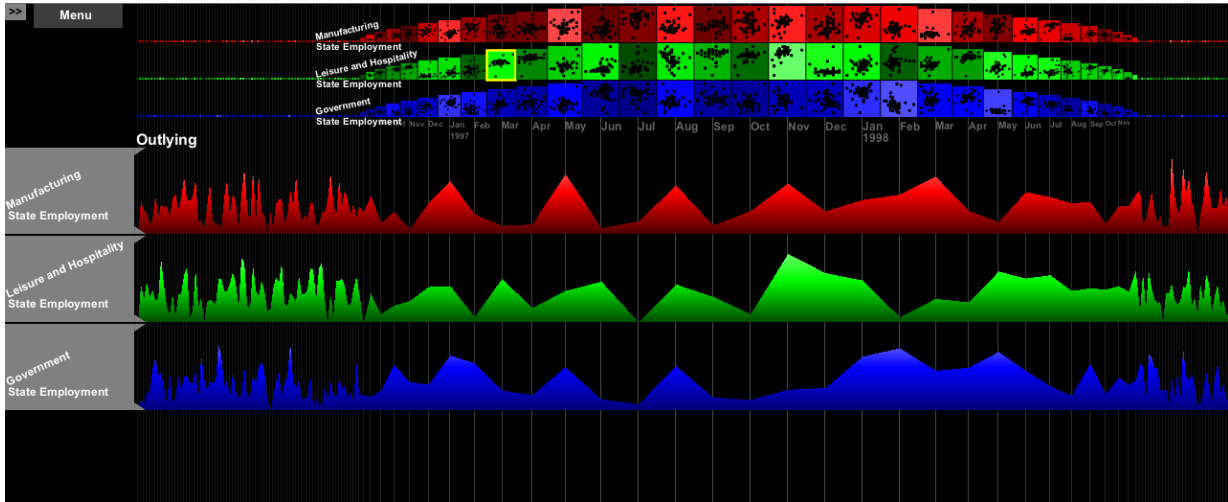 >>
Menu
Manufacturing
State Employment
Leisure and Hospitality
State Employment
Government
State Employment
Nov Dec Jan Feb Mar Apr May Jun Jul Aug Sep Oct Nov Dec Jan Feb Mar Apr May Jun Jul Aug Sep Oct Nov
1997 1998
Outlying
Manufacturing
State Employment
Leisure and Hospitality
State Employment
Government
State Employment